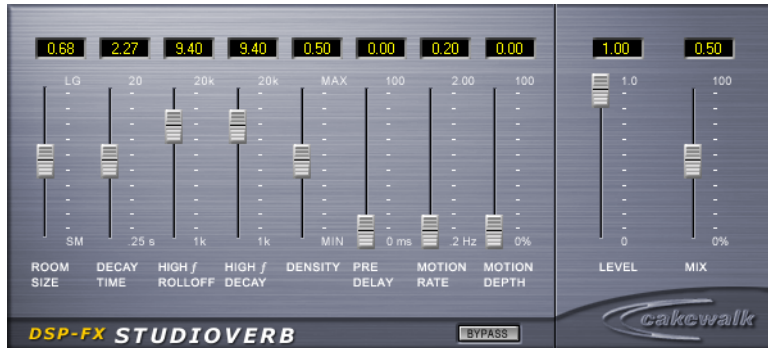 0.68 2.27 9.40 9.40 0.50 0.00 0.20 0.00 1.00 0.50
LG 20 20k 20k MAX 100 2.00 100 1.0 100
SM .25 s 1k 1k MIN 0 ms .2 Hz 0% 0 0%
ROOM SIZE
DECAY TIME
HIGH ƒ ROLLOFF
HIGH ƒ DECAY
DENSITY
PRE DELAY
MOTION RATE
MOTION DEPTH
LEVEL
MIX
DSP-FX STUDIOVERB
BYPASS
cakewalk